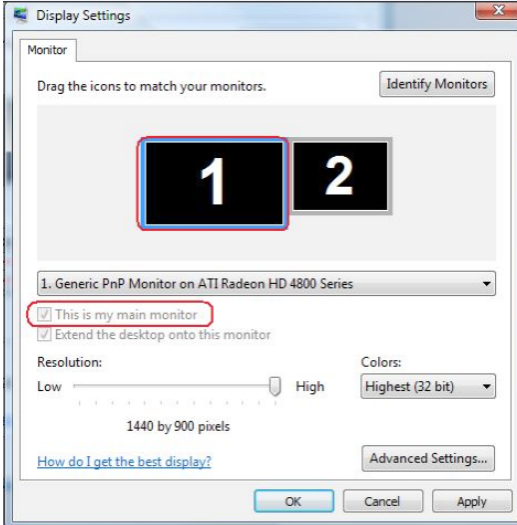 Display Settings
Monitor
Drag the icons to match your monitors.
Identify Monitors
1
2
1. Generic PnP Monitor on ATI Radeon HD 4800 Series
This is my main monitor
Extend the desktop onto this monitor
Resolution:
Colors:
Low
High
Highest (32 bit)
1440 by 900 pixels
How do I get the best display?
Advanced Settings...
OK
Cancel
Apply